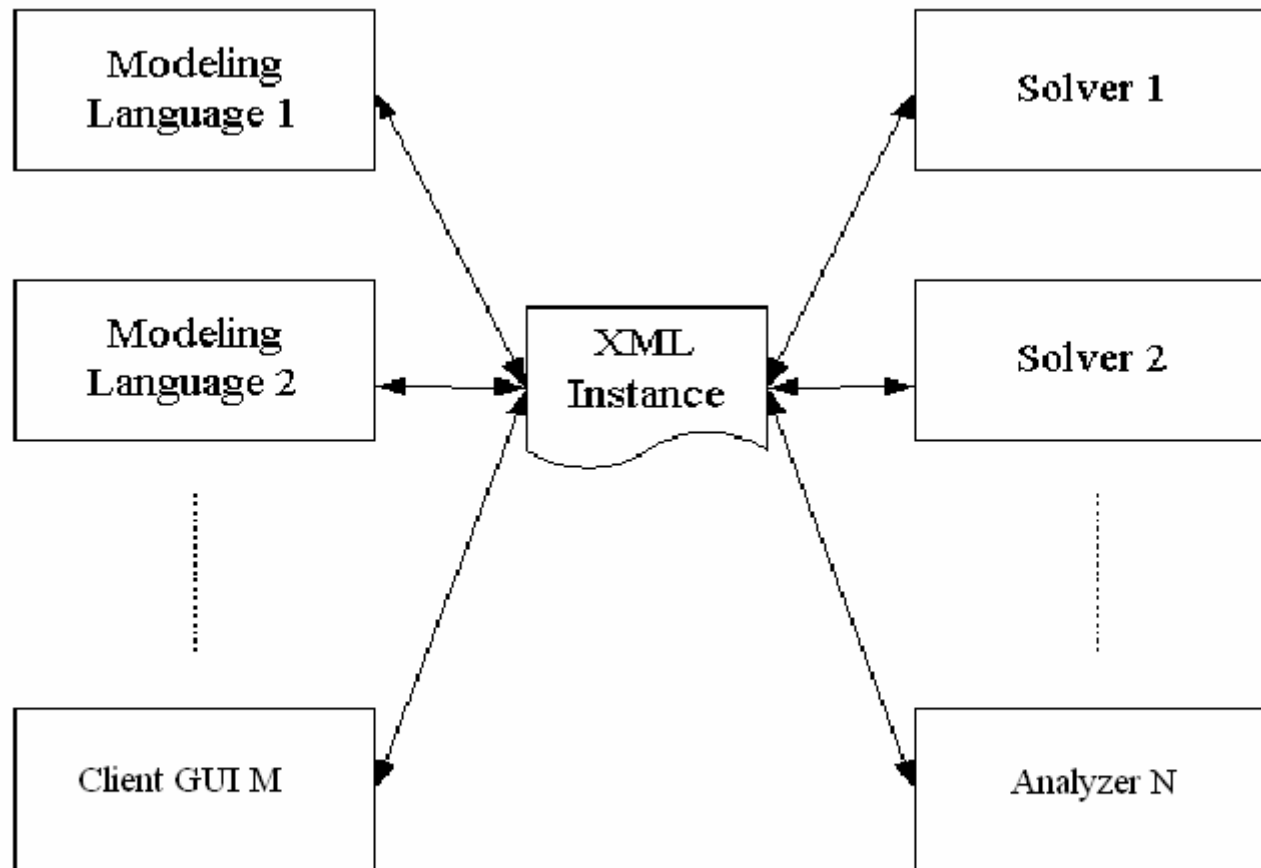 Modeling
Language 1
Solver 1
Modeling
Language 2
XML
Instance
Solver 2
Client GUI M
Analyzer N